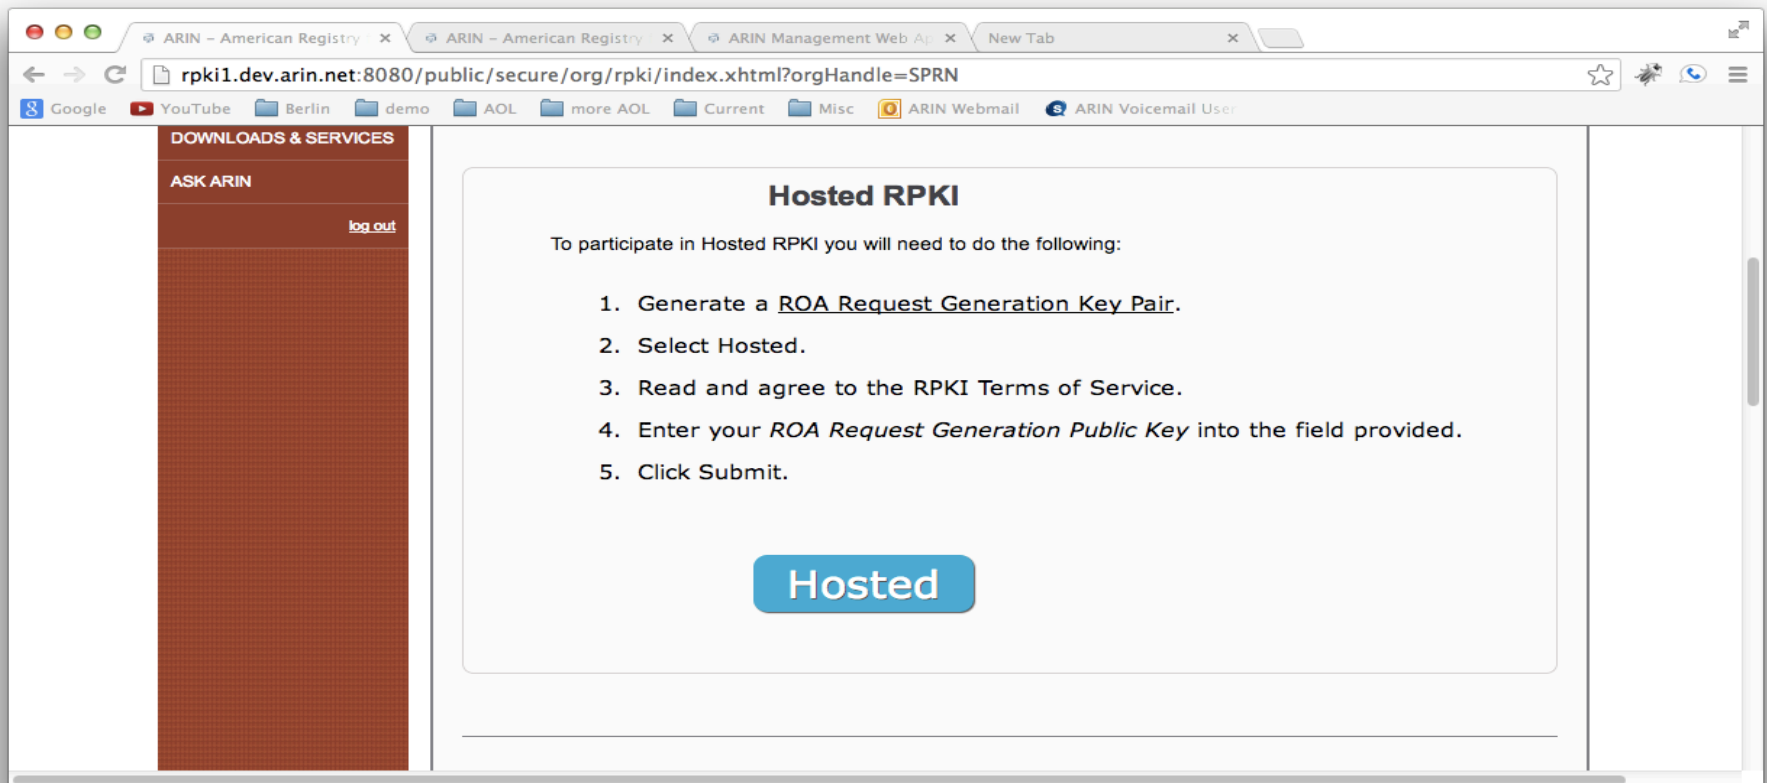 ARIN – American Registry
ARIN – American Registry
ARIN Management Web Ap
New Tab
rpki1.dev.arin.net:8080/public/secure/org/rpki/index.xhtml?orgHandle=SPRN
Google YouTube Berlin demo AOL more AOL Current Misc ARIN Webmail ARIN Voicemail User
DOWNLOADS & SERVICES
ASK ARIN
log out
Hosted RPKI
To participate in Hosted RPKI you will need to do the following:
1. Generate a ROA Request Generation Key Pair.
2. Select Hosted.
3. Read and agree to the RPKI Terms of Service.
4. Enter your ROA Request Generation Public Key into the field provided.
5. Click Submit.
Hosted